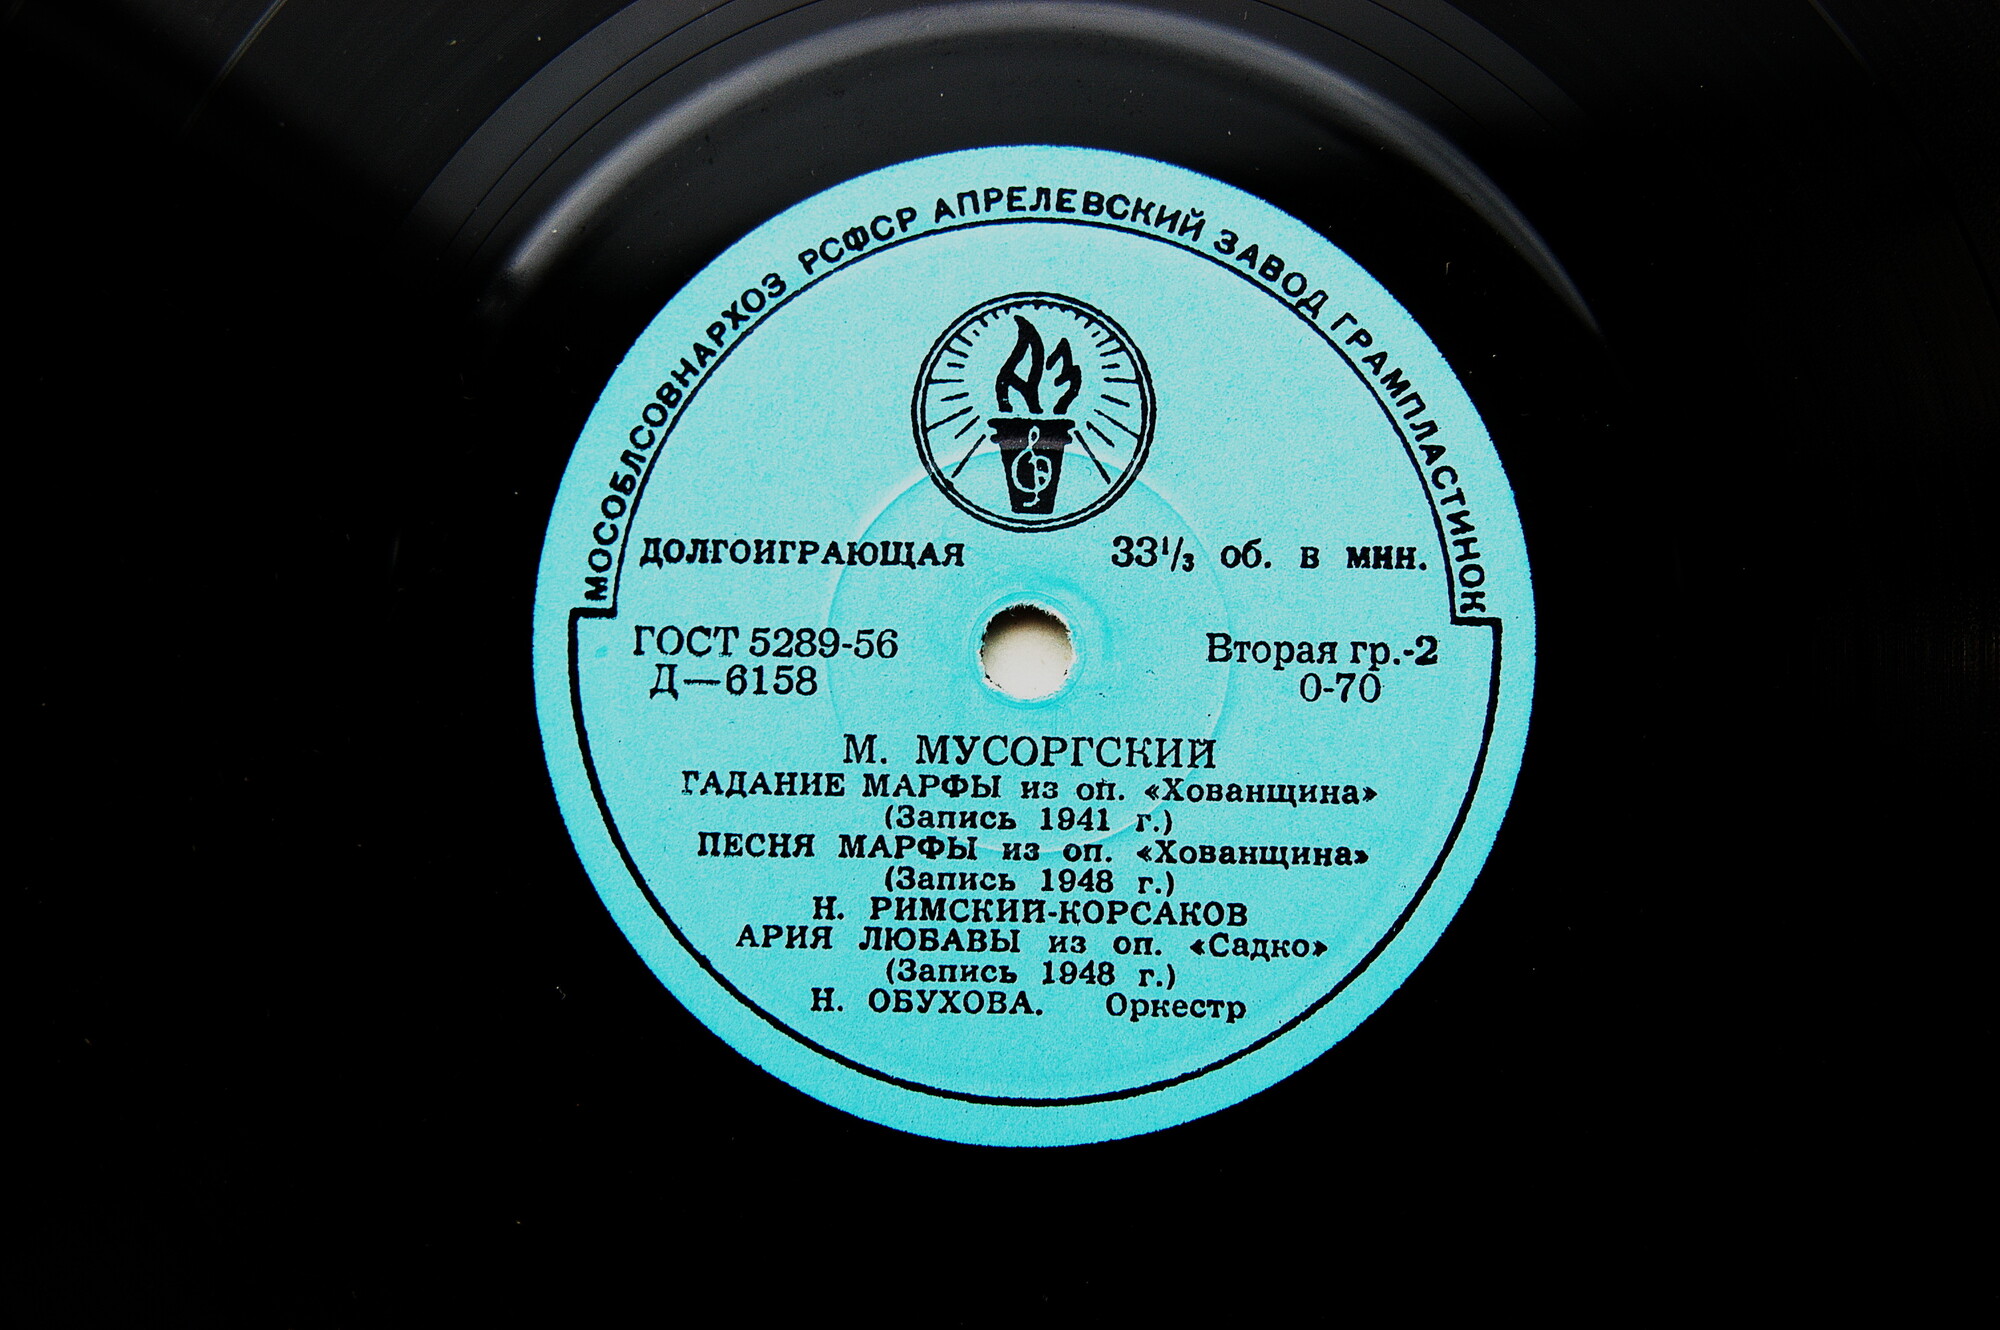 МОСОБЛСОВНАРХОЗ РСФСР АПРЕЛЕВСКИЙ ЗАВОД ГРАМПЛАСТИНОК
АЗ
ДОЛГОИГРАЮЩАЯ 33⅓ об. в мин.
ГОСТ 5289-56 Вторая гр.-2
Д—6158 0-70
М. МУСОРГСКИЙ
ГАДАНИЕ МАРФЫ из оп. «Хованщина»
(Запись 1941 г.)
ПЕСНЯ МАРФЫ из оп. «Хованщина»
(Запись 1948 г.)
Н. РИМСКИЙ-КОРСАКОВ
АРИЯ ЛЮБАВЫ из оп. «Садко»
(Запись 1948 г.)
Н. ОБУХОВА. Оркестр